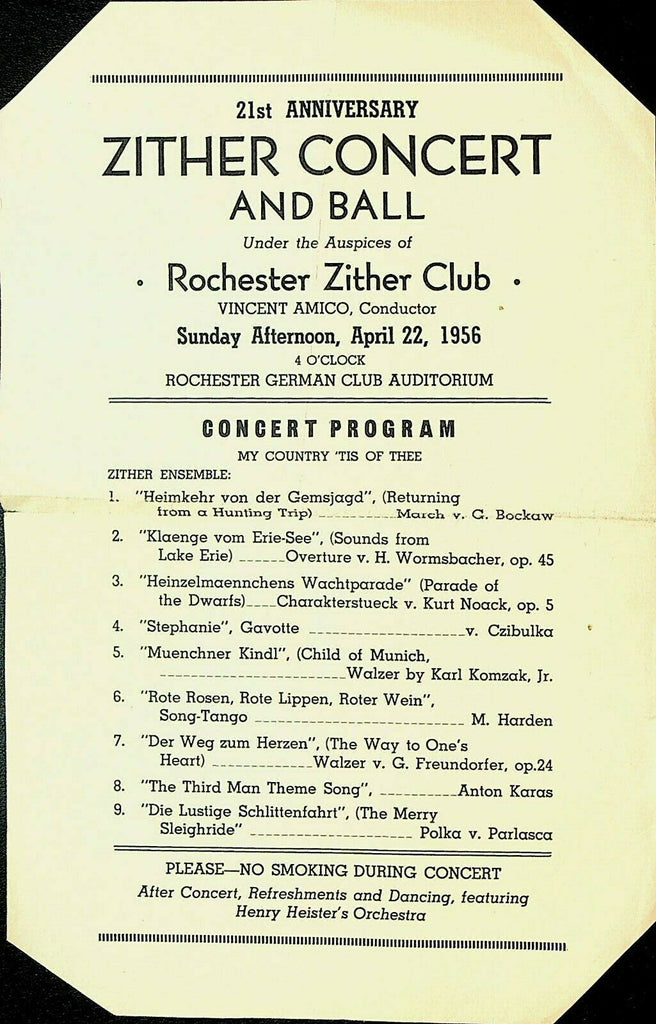 21st ANNIVERSARY
ZITHER CONCERT
AND BALL
Under the Auspices of
• Rochester Zither Club •
VINCENT AMICO, Conductor
Sunday Afternoon, April 22, 1956
4 O'CLOCK
ROCHESTER GERMAN CLUB AUDITORIUM
CONCERT PROGRAM
MY COUNTRY 'TIS OF THEE
ZITHER ENSEMBLE:
1. "Heimkehr von der Gemsjagd", (Returning
from a Hunting Trip) ____________March v. G. Bockaw
2. "Klaenge vom Erie-See", (Sounds from
Lake Erie) ______Overture v. H. Wormsbacher, op. 45
3. "Heinzelmaennchens Wachtparade" (Parade of
the Dwarfs)____Charakterstueck v. Kurt Noack, op. 5
4. "Stephanie", Gavotte ____________________v. Czibulka
5. "Muenchner Kindl", (Child of Munich,
________________________Walzer by Karl Komzak, Jr.
6. "Rote Rosen, Rote Lippen, Roter Wein",
Song-Tango ___________________________ M. Harden
7. "Der Weg zum Herzen", (The Way to One's
Heart) _____________Walzer v. G. Freundorfer, op.24
8. "The Third Man Theme Song", __________Anton Karas
9. "Die Lustige Schlittenfahrt", (The Merry
Sleighride" _____________________ Polka v. Parlasca
PLEASE—NO SMOKING DURING CONCERT
After Concert, Refreshments and Dancing, featuring
Henry Heister's Orchestra